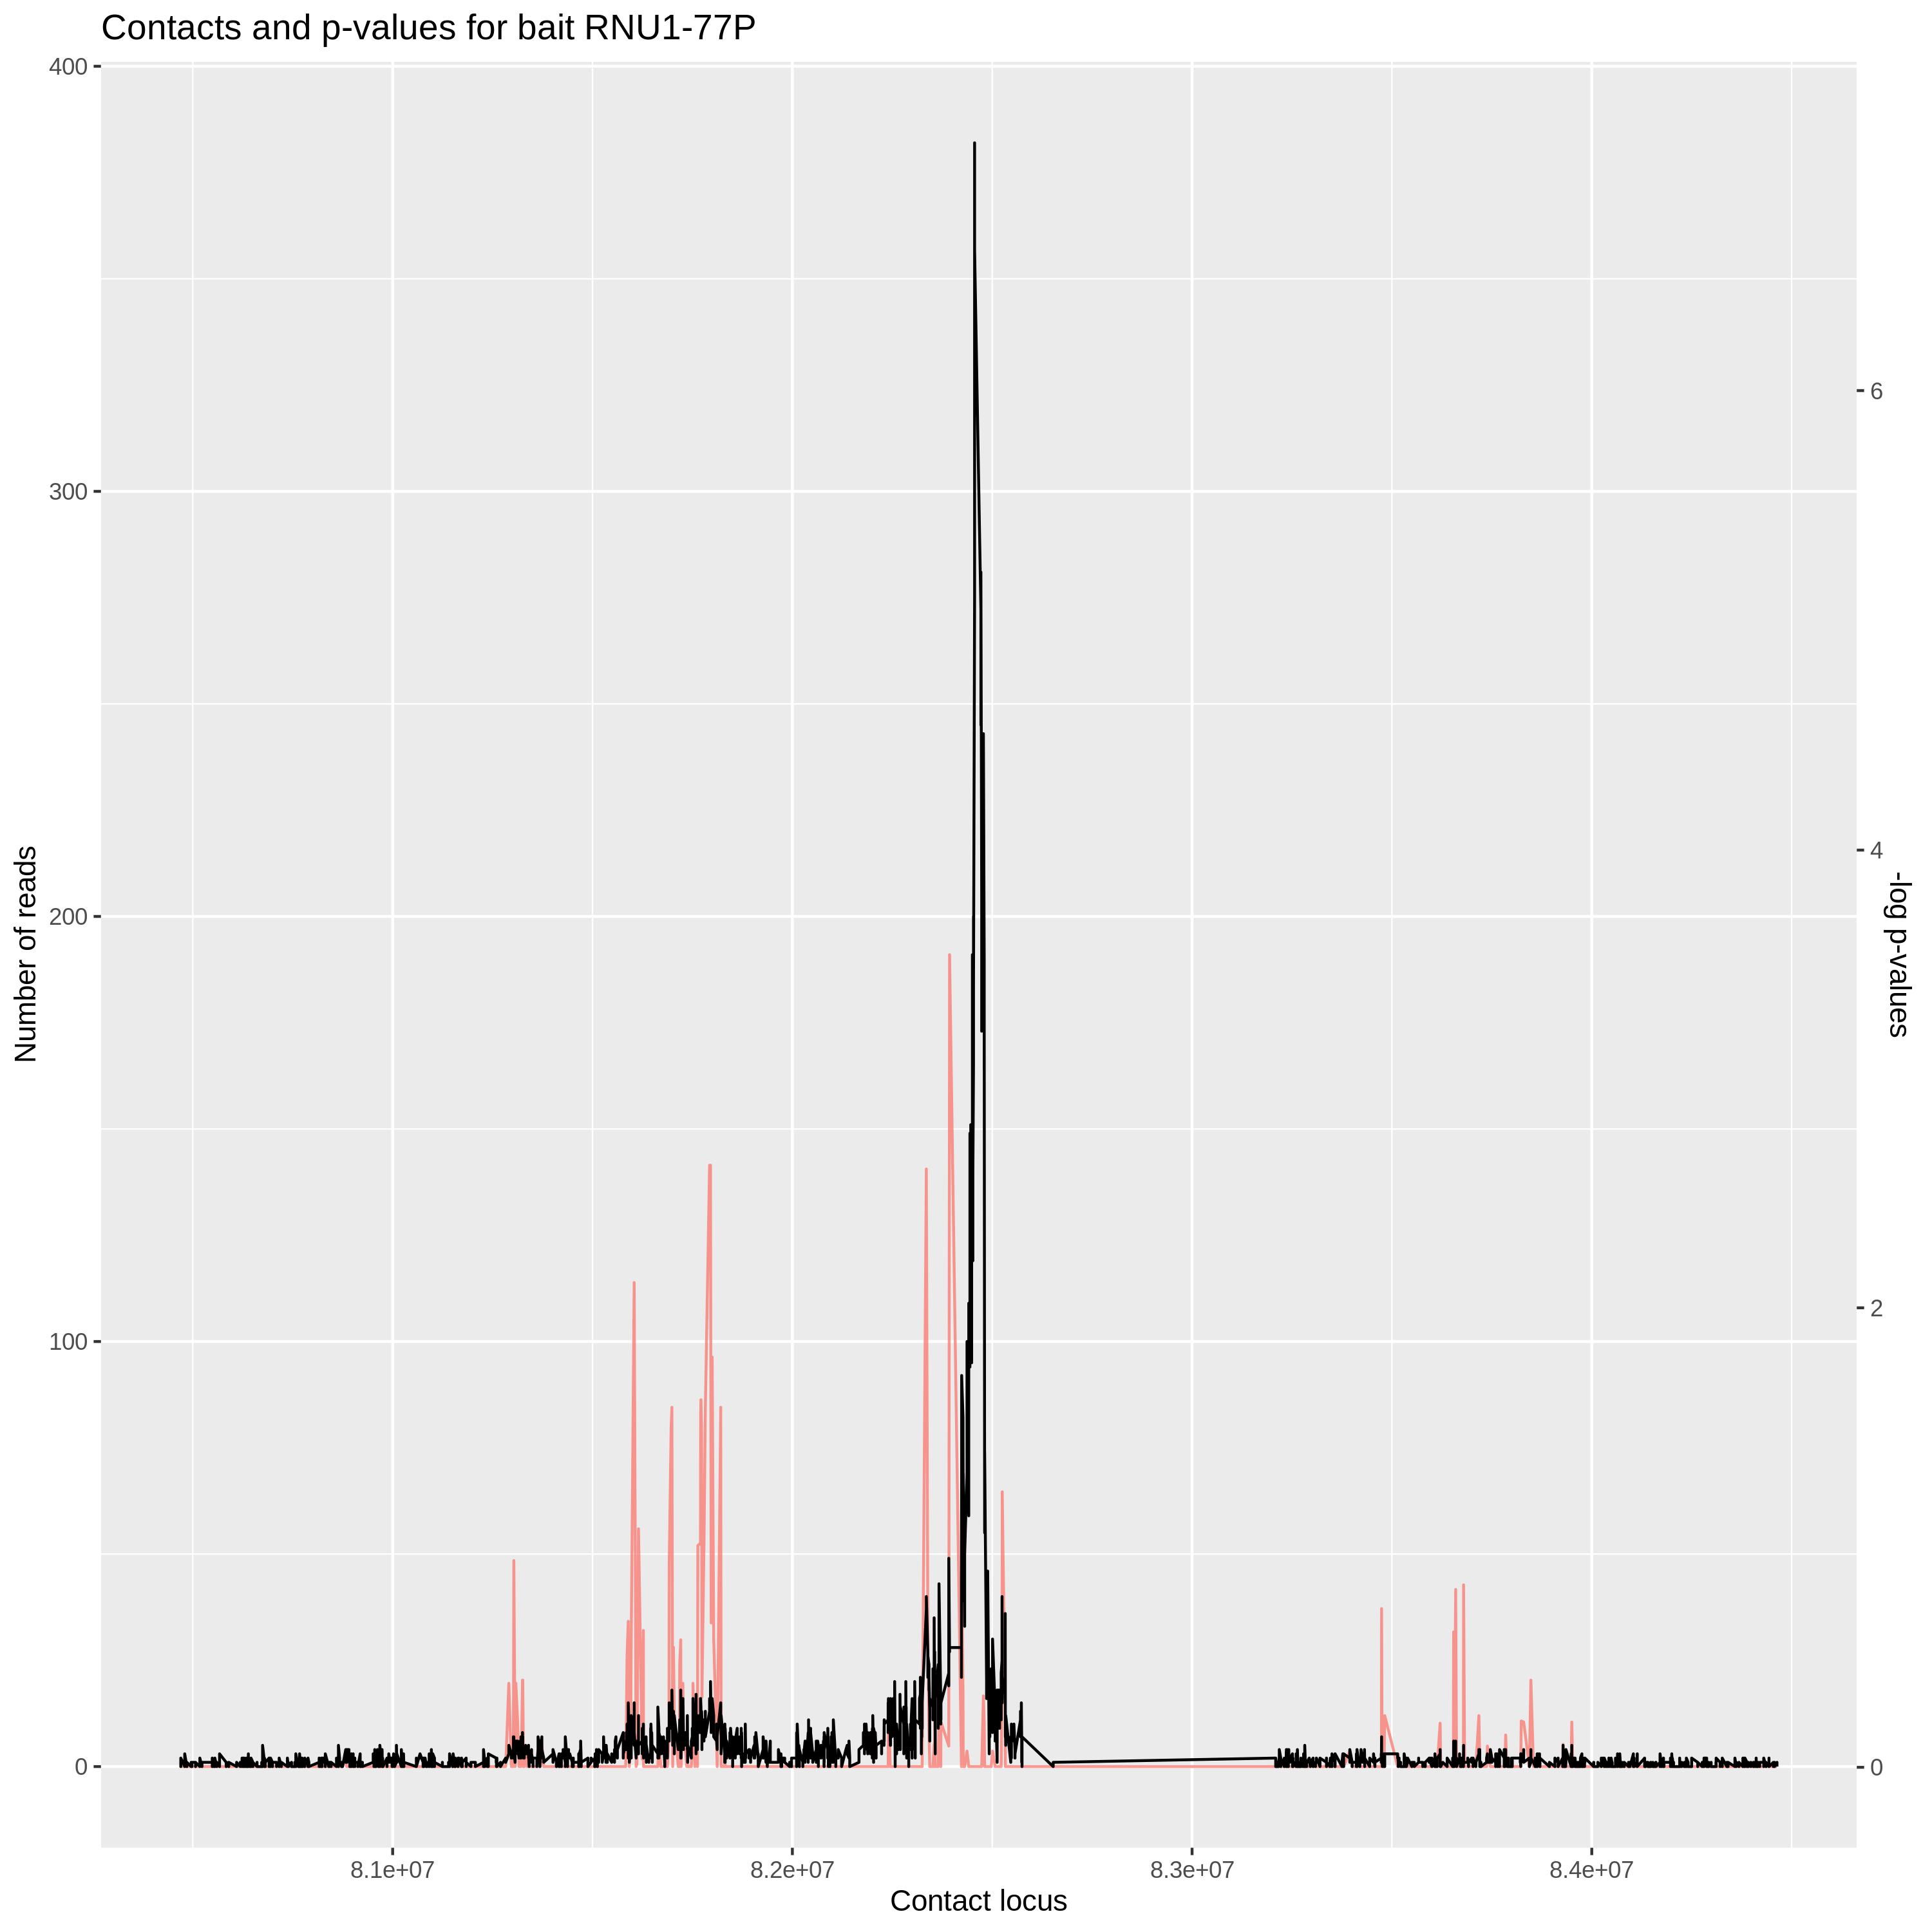 Contacts and p-values for bait RNU1-77P
400
300
200
100
0
Number of reads
6
4
2
0
-log p-values
8.1e+07 8.2e+07 8.3e+07 8.4e+07
Contact locus